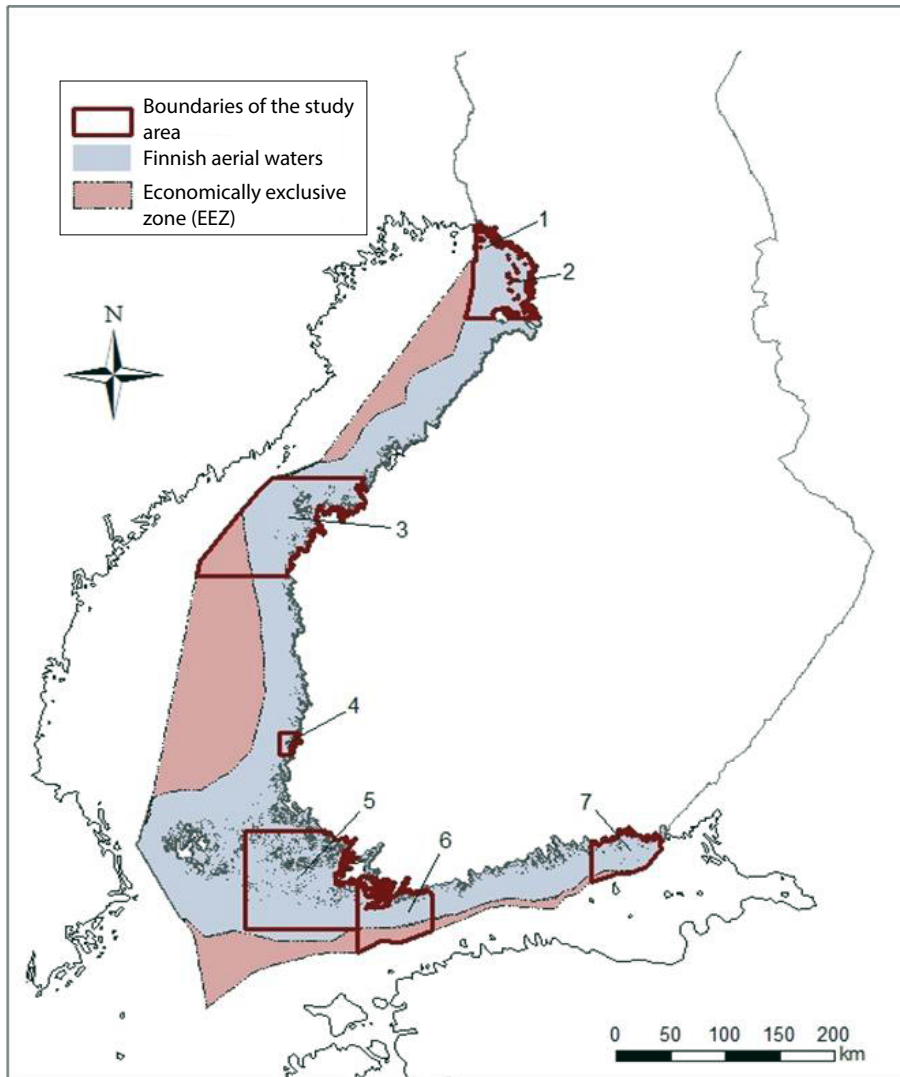 Boundaries of the study
area
Finnish aerial waters
Economically exclusive
zone (EEZ)
N
1
2
3
4
5
6
7
0 50 100 150 200
km